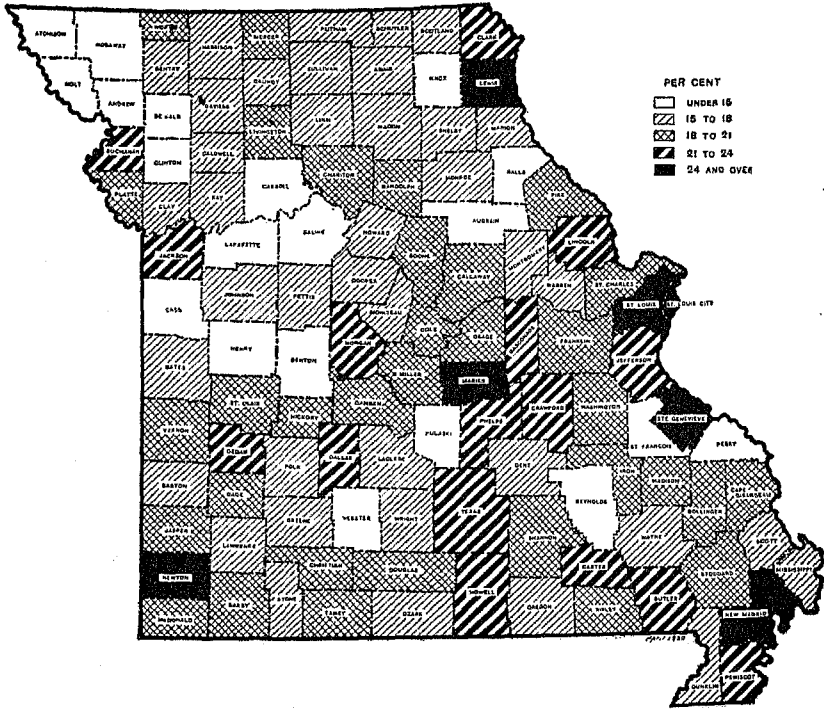 PER CENT
UNDER 15
15 TO 18
18 TO 21
21 TO 24
24 AND OVER
ATCHISON
NODAWAY
WORTH
HARRISON
MERCER
PUTNAM
SCHUYLER
SCOTLAND
CLARK
HOLT
ANDREW
GENTRY
GRUNDY
SULLIVAN
ADAIR
KNOX
LEWIS
DE KALB
DAVIESS
LIVINGSTON
LINN
MACON
SHELBY
MARION
BUCHANAN
CLINTON
CALDWELL
CARROLL
CHARITON
RANDOLPH
MONROE
RALLS
PIKE
PLATTE
CLAY
RAY
AUDRAIN
JACKSON
LAFAYETTE
SALINE
HOWARD
BOONE
CALLAWAY
MONTGOMERY
LINCOLN
WARREN
ST. CHARLES
ST LOUIS
ST. LOUIS CITY
CASS
JOHNSON
PETTIS
COOPER
MONITEAU
COLE
OSAGE
GASCONADE
FRANKLIN
JEFFERSON
BATES
HENRY
BENTON
MORGAN
MILLER
MARIES
CRAWFORD
WASHINGTON
STE. GENEVIEVE
ST. FRANCOIS
PERRY
VERNON
ST. CLAIR
HICKORY
CAMDEN
PULASKI
PHELPS
CEDAR
DALLAS
LACLEDE
DENT
IRON
MADISON
BOLLINGER
CAPE GIRARDEAU
BARTON
DADE
POLK
REYNOLDS
JASPER
GREENE
WEBSTER
WRIGHT
TEXAS
SHANNON
WAYNE
SCOTT
MISSISSIPPI
STODDARD
NEWTON
LAWRENCE
CHRISTIAN
DOUGLAS
HOWELL
CARTER
BUTLER
NEW MADRID
MCDONALD
BARRY
STONE
TANEY
OZARK
OREGON
RIPLEY
DUNKLIN
PEMISCOT